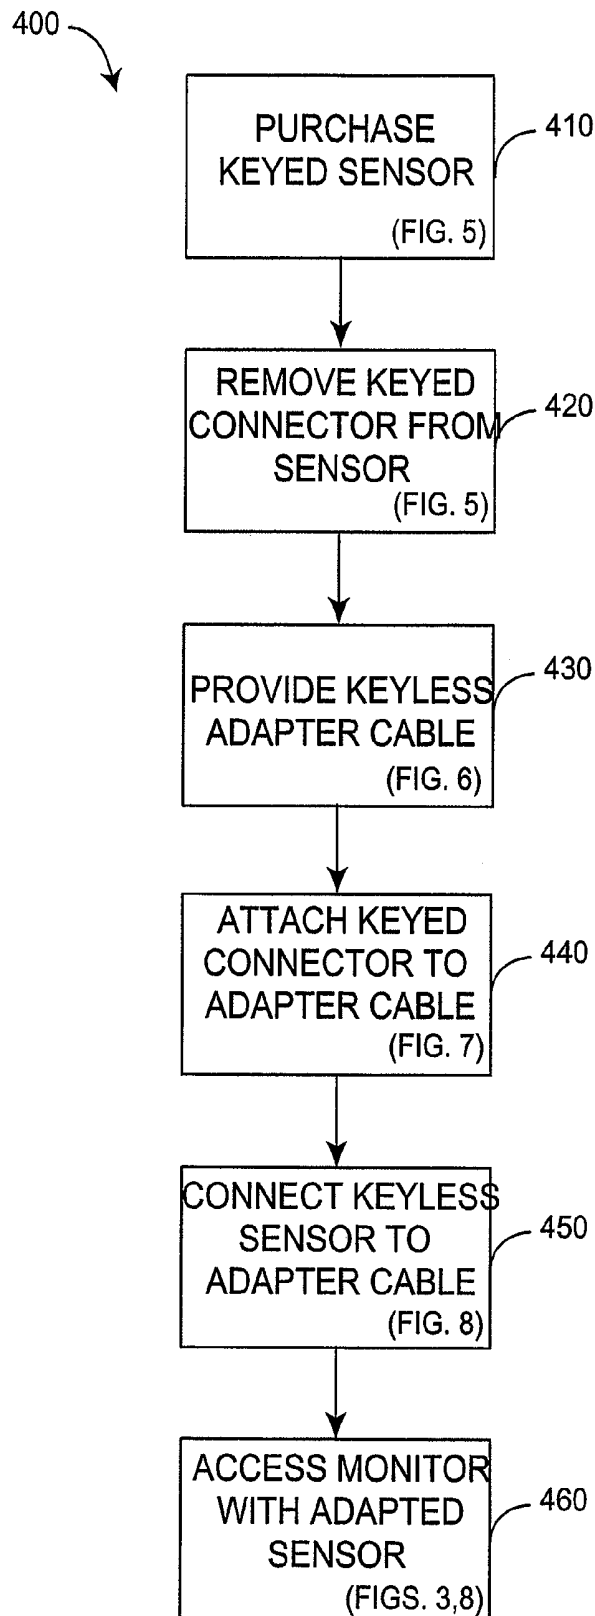 400
PURCHASE
KEYED SENSOR
(FIG. 5)
410
REMOVE KEYED
CONNECTOR FROM
SENSOR
(FIG. 5)
420
PROVIDE KEYLESS
ADAPTER CABLE
(FIG. 6)
430
ATTACH KEYED
CONNECTOR TO
ADAPTER CABLE
(FIG. 7)
440
CONNECT KEYLESS
SENSOR TO
ADAPTER CABLE
(FIG. 8)
450
ACCESS MONITOR
WITH ADAPTED
SENSOR
(FIGS. 3,8)
460